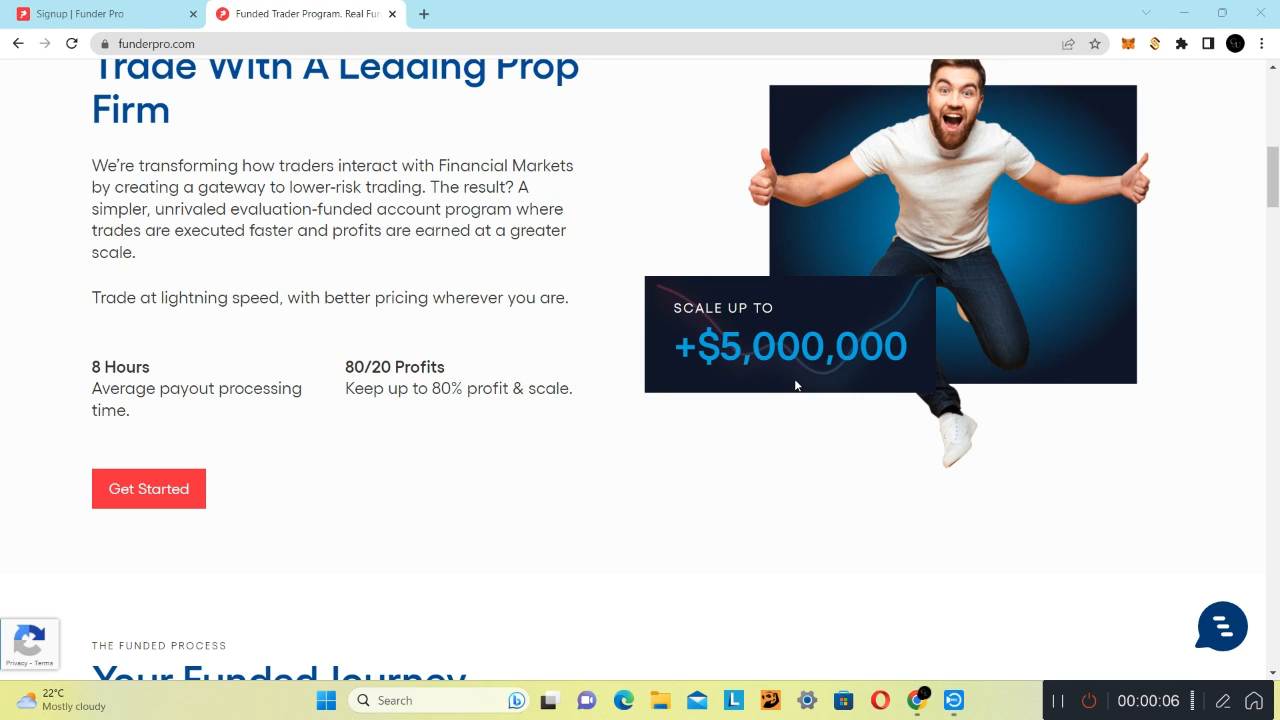 Signup | Funder Pro
Funded Trader Program. Real Fun
funderpro.com
Trade With A Leading Prop
Firm
We're transforming how traders interact with Financial Markets
by creating a gateway to lower-risk trading. The result? A
simpler, unrivaled evaluation-funded account program where
trades are executed faster and profits are earned at a greater
scale.
Trade at lightning speed, with better pricing wherever you are.
8 Hours
Average payout processing
time.
80/20 Profits
Keep up to 80% profit & scale.
SCALE UP TO
+$5,000,000
Get Started
THE FUNDED PROCESS
Your Funded Journey
Privacy - Terms
22°C
Mostly cloudy
Search
00:00:06